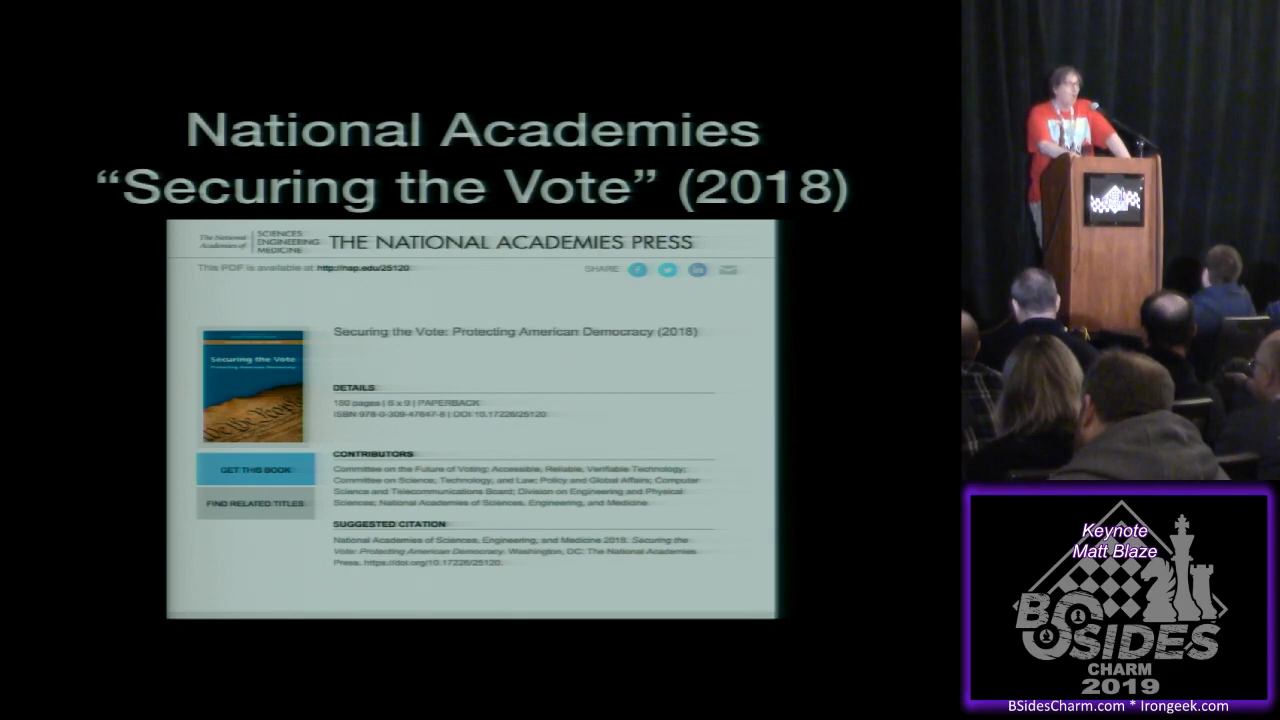 National Academies
“Securing the Vote” (2018)
The National
Academies of
SCIENCES
ENGINEERING
MEDICINE
THE NATIONAL ACADEMIES PRESS
This PDF is available at http://nap.edu/25120
SHARE
Securing the Vote: Protecting American Democracy (2018)
Securing the Vote
Protecting American Democracy
We the People
DETAILS
180 pages | 6 x 9 | PAPERBACK
ISBN 978-0-309-47647-8 | DOI 10.17226/25120
GET THIS BOOK
FIND RELATED TITLES
CONTRIBUTORS
Committee on the Future of Voting: Accessible, Reliable, Verifiable Technology;
Committee on Science, Technology, and Law; Policy and Global Affairs; Computer
Science and Telecommunications Board; Division on Engineering and Physical
Sciences; National Academies of Sciences, Engineering, and Medicine
SUGGESTED CITATION
National Academies of Sciences, Engineering, and Medicine 2018. Securing the
Vote: Protecting American Democracy. Washington, DC: The National Academies
Press. https://doi.org/10.17226/25120.
Keynote
Matt Blaze
BSIDES
CHARM
2019
BSidesCharm.com * Irongeek.com